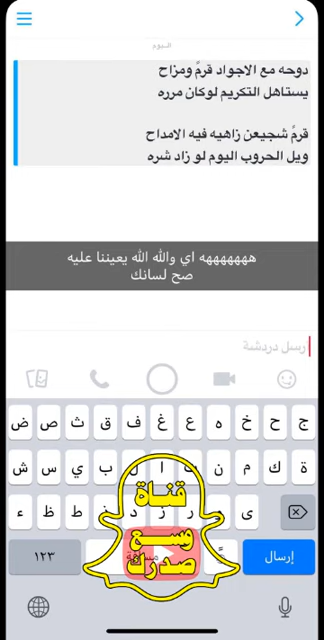 اليوم
دوحه مع الاجواد قرمً ومزاح
يستاهل التكريم لوكان مرره
قرمً شجيعن زاهيه فيه الامداح
ويل الحروب اليوم لو زاد شره
هههههههه اي والله الله يعيننا عليه
صح لسانك
رسل دردشة
ض ص ث ق ف غ ع ه خ ح ج
ش س ي ب ل ا ت ن م ك ة
ء ظ ط ذ د ز ر و ى
١٢٣
إرسال
قناة
وسع
صدرك